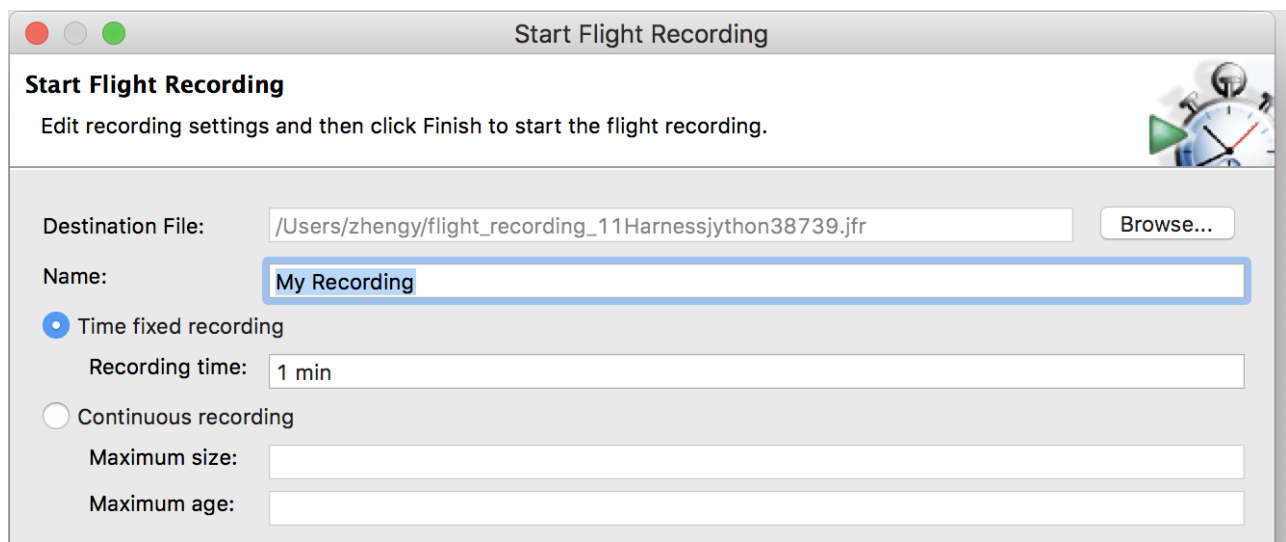 Start Flight Recording
Start Flight Recording
Edit recording settings and then click Finish to start the flight recording.
Destination File: /Users/zhengy/flight_recording_11Harnessjython38739.jfr Browse...
Name: My Recording
Time fixed recording
Recording time: 1 min
Continuous recording
Maximum size:
Maximum age: